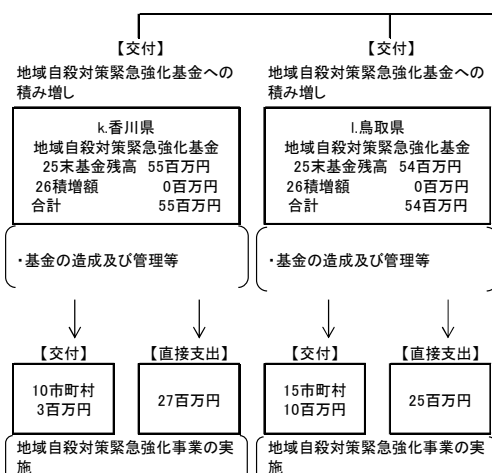 【交付】
地域自殺対策緊急強化基金への
積み増し
k.香川県
地域自殺対策緊急強化基金
25末基金残高 55百万円
26積増額 0百万円
合計 55百万円
・基金の造成及び管理等
【交付】
10市町村
3百万円
【直接支出】
27百万円
地域自殺対策緊急強化事業の実
施
【交付】
地域自殺対策緊急強化基金への
積み増し
l.鳥取県
地域自殺対策緊急強化基金
25末基金残高 54百万円
26積増額 0百万円
合計 54百万円
・基金の造成及び管理等
【交付】
15市町村
10百万円
【直接支出】
25百万円
地域自殺対策緊急強化事業の実
施